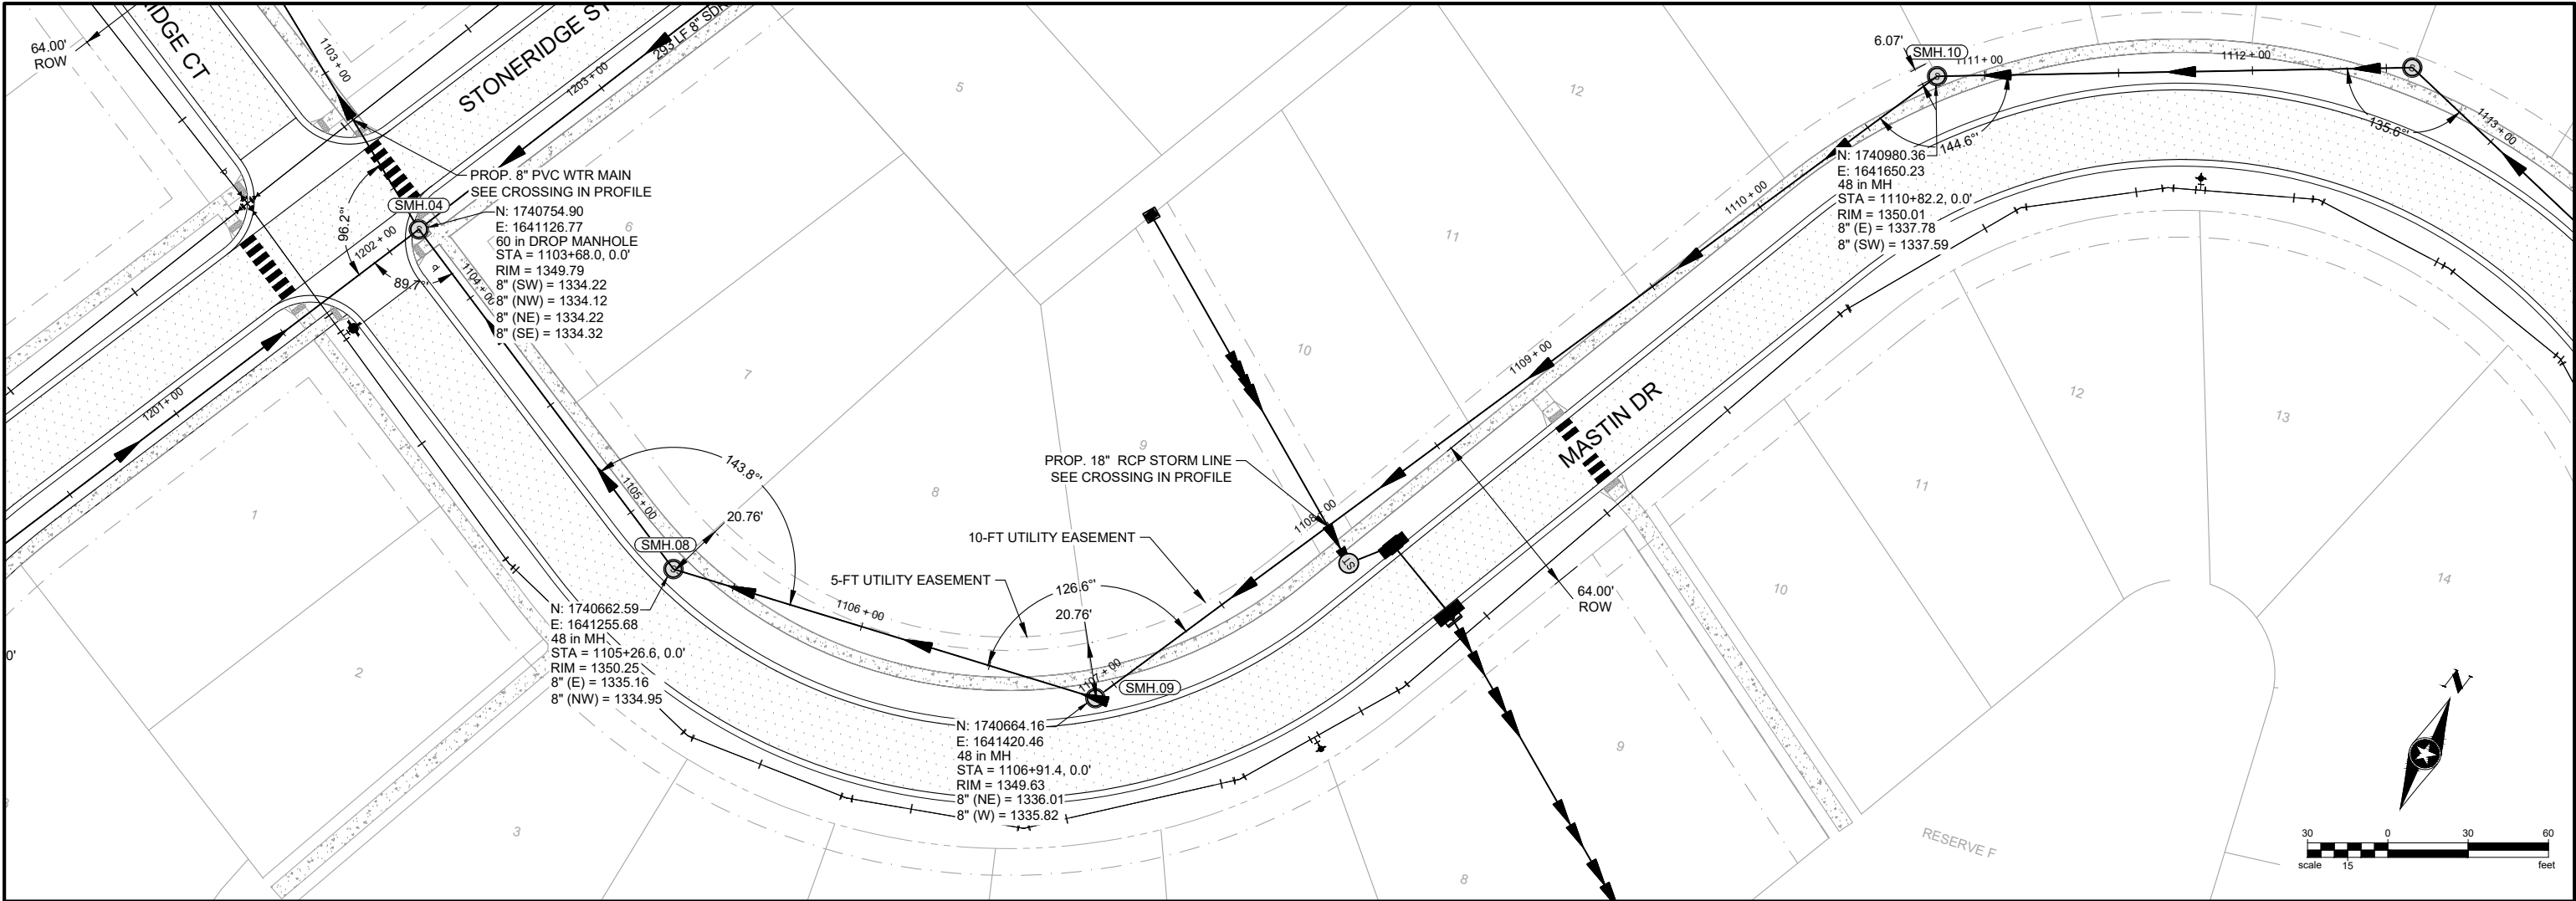 64.00'
ROW
IDGE CT
1103+00
STONERIDGE ST
293 LF 8" SDR
1203+00
PROP. 8" PVC WTR MAIN
SEE CROSSING IN PROFILE
SMH.04
N: 1740754.90
E: 1641126.77
60 in DROP MANHOLE
STA = 1103+68.0, 0.0'
RIM = 1349.79
8" (SW) = 1334.22
8" (NW) = 1334.12
8" (NE) = 1334.22
8" (SE) = 1334.32
96.2°'
1202+00
89.7°'
1104+00
1201+00
5
6
7
8
9
10
11
12
1
2
3
143.8°'
1105+00
20.76'
SMH.08
N: 1740662.59
E: 1641255.68
48 in MH
STA = 1105+26.6, 0.0'
RIM = 1350.25
8" (E) = 1335.16
8" (NW) = 1334.95
0'
1106+00
5-FT UTILITY EASEMENT
10-FT UTILITY EASEMENT
126.6°'
20.76'
1107+00
SMH.09
N: 1740664.16
E: 1641420.46
48 in MH
STA = 1106+91.4, 0.0'
RIM = 1349.63
8" (NE) = 1336.01
8" (W) = 1335.82
PROP. 18" RCP STORM LINE
SEE CROSSING IN PROFILE
1108+00
ST
1109+00
MASTIN DR
64.00'
ROW
1110+00
6.07'
SMH.10
1111+00
1112+00
1113+00
144.6°'
135.6°'
N: 1740980.36
E: 1641650.23
48 in MH
STA = 1110+82.2, 0.0'
RIM = 1350.01
8" (E) = 1337.78
8" (SW) = 1337.59
8
9
10
11
12
13
14
RESERVE F
N
30 0 30 60
scale 15 feet